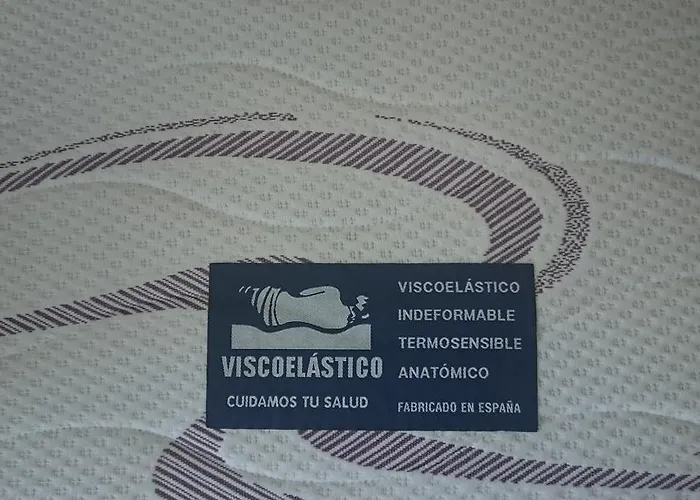 VISCOELÁSTICO
CUIDAMOS TU SALUD
VISCOELÁSTICO
INDEFORMABLE
TERMOSENSIBLE
ANATÓMICO
FABRICADO EN ESPAÑA